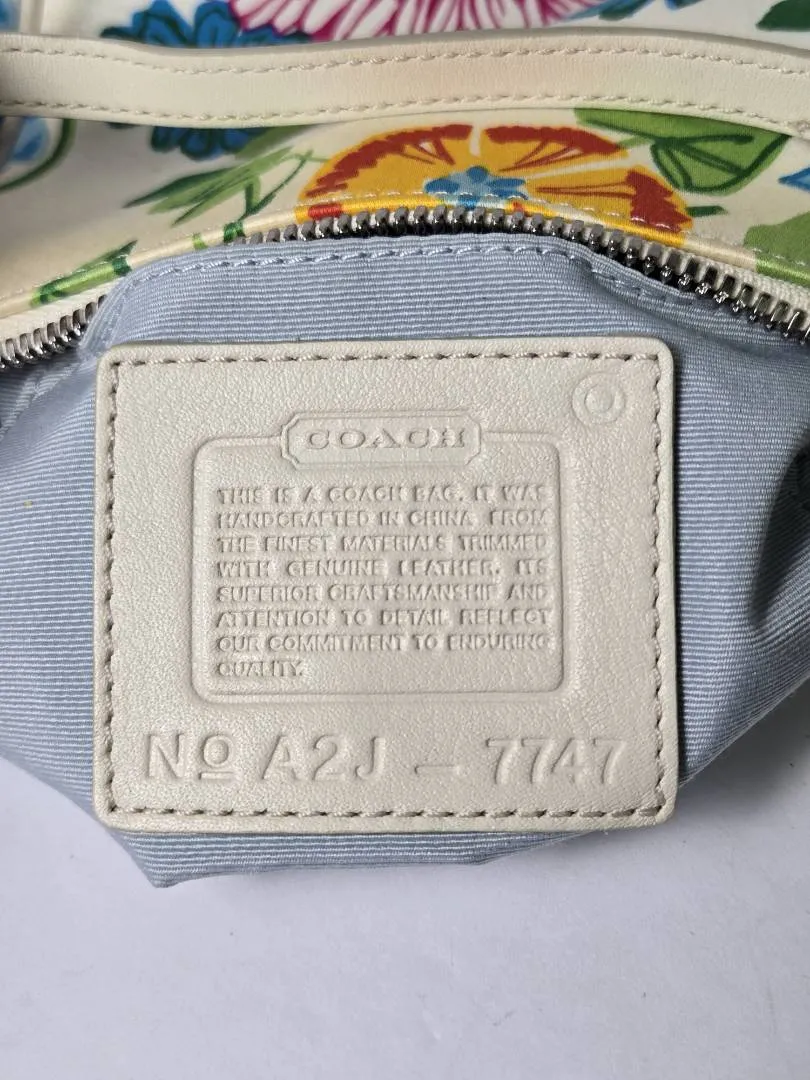 COACH
THIS IS A COACH BAG. IT WAS
HANDCRAFTED IN CHINA FROM
THE FINEST MATERIALS TRIMMED
WITH GENUINE LEATHER. ITS
SUPERIOR CRAFTSMANSHIP AND
ATTENTION TO DETAIL REFLECT
OUR COMMITMENT TO ENDURING
QUALITY.
Nº A2J – 7747